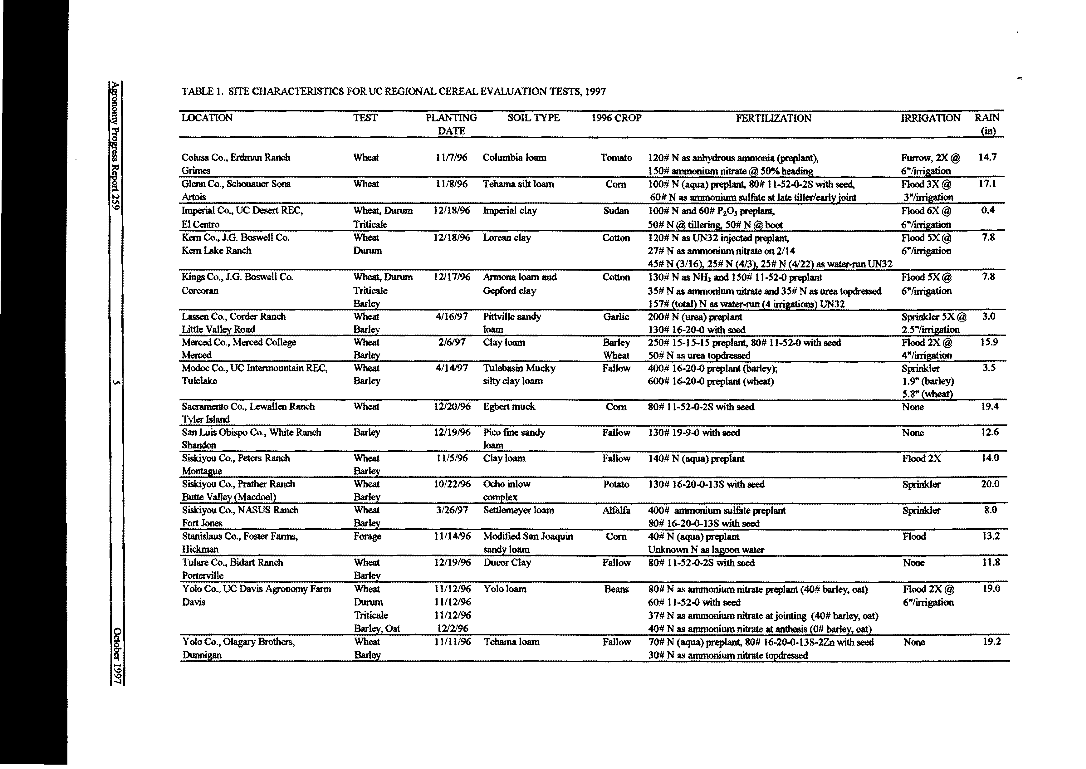 Agronomy Progress Report 259
3
October 1997
TABLE 1. SITE CHARACTERISTICS FOR UC REGIONAL CEREAL EVALUATION TESTS, 1997
LOCATION TEST PLANTING SOIL TYPE 1996 CROP FERTILIZATION IRRIGATION RAIN
DATE (in)
Colusa Co., Erdman Ranch Wheat 11/7/96 Columbia loam Tomato 120# N as anhydrous ammonia (preplant), Furrow, 2X @ 14.7
Grimes 150# ammonium nitrate @ 50% heading 6"/irrigation
Glenn Co., Schonauer Sons Wheat 11/8/96 Tehama silt loam Corn 100# N (aqua) preplant, 80# 11-52-0-2S with seed, Flood 3X @ 17.1
Artois 60# N as ammonium sulfate at late tiller/early joint 3"/irrigation
Imperial Co., UC Desert REC, Wheat, Durum 12/18/96 Imperial clay Sudan 100# N and 60# P2O5 preplant, Flood 6X @ 0.4
El Centro Triticale 50# N @ tillering, 50# N @ boot 6"/irrigation
Kern Co., J.G. Boswell Co. Wheat 12/18/96 Lorean clay Cotton 120# N as UN32 injected preplant, Flood 5X @ 7.8
Kern Lake Ranch Durum 27# N as ammonium nitrate on 2/14 6"/irrigation
45# N (3/16), 25# N (4/3), 25# N (4/22) as water-run UN32
Kings Co., J.G. Boswell Co. Wheat, Durum 12/17/96 Armona loam and Cotton 130# N as NH3 and 150# 11-52-0 preplant Flood 5X @ 7.8
Corcoran Triticale Gepford clay 35# N as ammonium nitrate and 35# N as urea topdressed 6"/irrigation
Barley 157# (total) N as water-run (4 irrigations) UN32
Lassen Co., Corder Ranch Wheat 4/16/97 Pittville sandy Garlic 200# N (urea) preplant Sprinkler 5X @ 3.0
Little Valley Road Barley loam 130# 16-20-0 with seed 2.5"/irrigation
Merced Co., Merced College Wheat 2/6/97 Clay loam Barley 250# 15-15-15 preplant, 80# 11-52-0 with seed Flood 2X @ 15.9
Merced Barley Wheat 50# N as urea topdressed 4"/irrigation
Modoc Co., UC Intermountain REC, Wheat 4/14/97 Tulebasin Mucky Fallow 400# 16-20-0 preplant (barley); Sprinkler 3.5
Tulelake Barley silty clay loam 600# 16-20-0 preplant (wheat) 1.9" (barley)
5.8" (wheat)
Sacramento Co., Lewallen Ranch Wheat 12/20/96 Egbert muck Corn 80# 11-52-0-2S with seed None 19.4
Tyler Island
San Luis Obispo Co., White Ranch Barley 12/19/96 Pico fine sandy Fallow 130# 19-9-0 with seed None 12.6
Shandon loam
Siskiyou Co., Peters Ranch Wheat 11/5/96 Clay loam Fallow 140# N (aqua) preplant Flood 2X 14.0
Montague Barley
Siskiyou Co., Prather Ranch Wheat 10/22/96 Ocho inlow Potato 130# 16-20-0-13S with seed Sprinkler 20.0
Butte Valley (Macdoel) Barley complex
Siskiyou Co., NASUS Ranch Wheat 3/26/97 Settlemeyer loam Alfalfa 400# ammonium sulfate preplant Sprinkler 8.0
Fort Jones Barley 80# 16-20-0-13S with seed
Stanislaus Co., Foster Farms, Forage 11/14/96 Modified San Joaquin Corn 40# N (aqua) preplant Flood 13.2
Hickman sandy loam Unknown N as lagoon water
Tulare Co., Bidart Ranch Wheat 12/19/96 Ducor Clay Fallow 80# 11-52-0-2S with seed None 11.8
Porterville Barley
Yolo Co., UC Davis Agronomy Farm Wheat 11/12/96 Yolo loam Beans 80# N as ammonium nitrate preplant (40# barley, oat) Flood 2X @ 19.0
Davis Durum 11/12/96 60# 11-52-0 with seed 6"/irrigation
Triticale 11/12/96 37# N as ammonium nitrate at jointing (40# barley, oat)
Barley, Oat 12/2/96 40# N as ammonium nitrate at anthesis (0# barley, oat)
Yolo Co., Olagary Brothers, Wheat 11/11/96 Tehama loam Fallow 70# N (aqua) preplant, 80# 16-20-0-13S-2Zn with seed None 19.2
Dunnigan Barley 30# N as ammonium nitrate topdressed